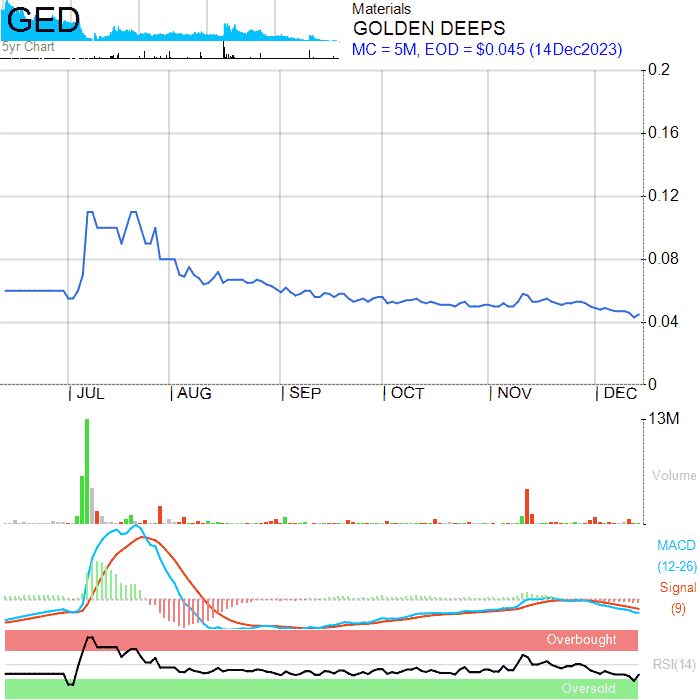 GED
5yr Chart
Materials
GOLDEN DEEPS
MC = 5M, EOD = $0.045 (14Dec2023)
0.2
0.16
0.12
0.08
0.04
0
| JUL | AUG | SEP | OCT | NOV | DEC
13M
Volume
MACD
(12-26)
Signal
(9)
Overbought
RSI(14)
Oversold